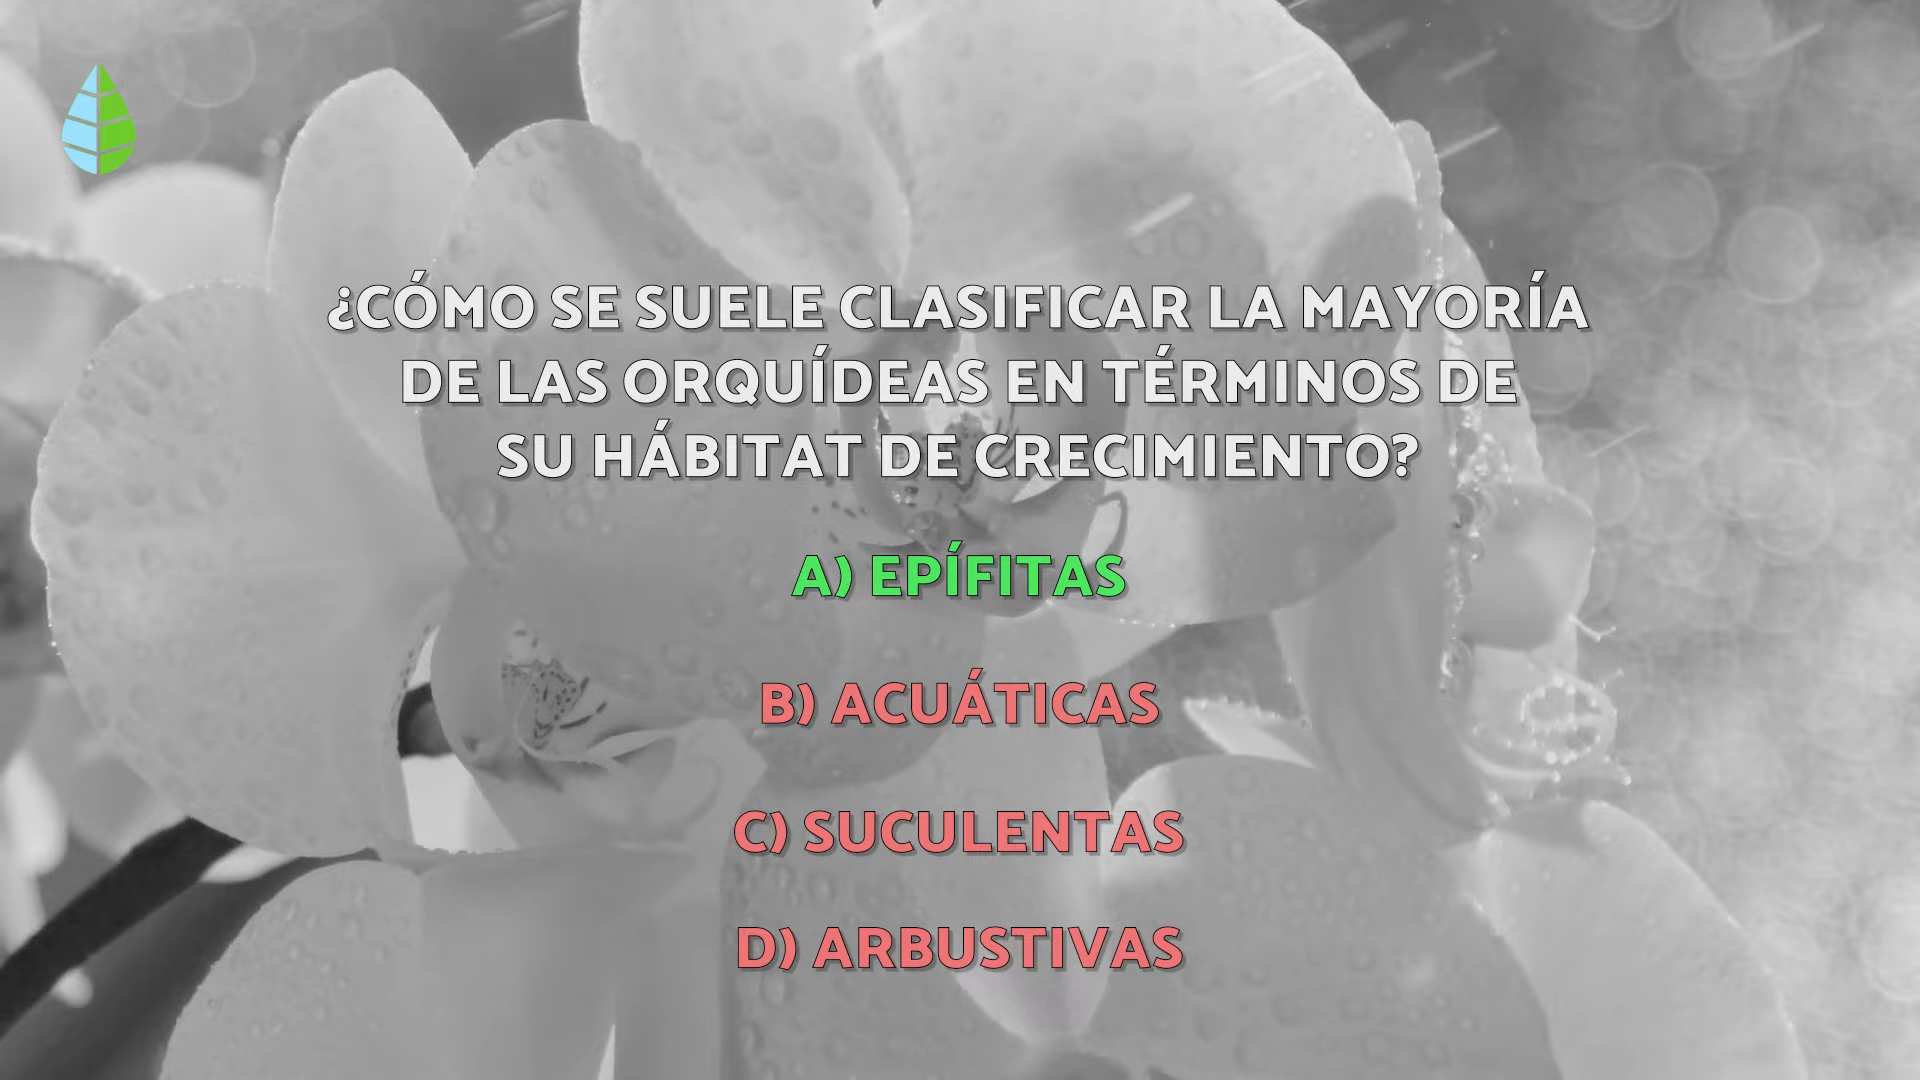 ¿CÓMO SE SUELE CLASIFICAR LA MAYORÍA
DE LAS ORQUÍDEAS EN TÉRMINOS DE
SU HÁBITAT DE CRECIMIENTO?
A) EPÍFITAS
B) ACUÁTICAS
C) SUCULENTAS
D) ARBUSTIVAS